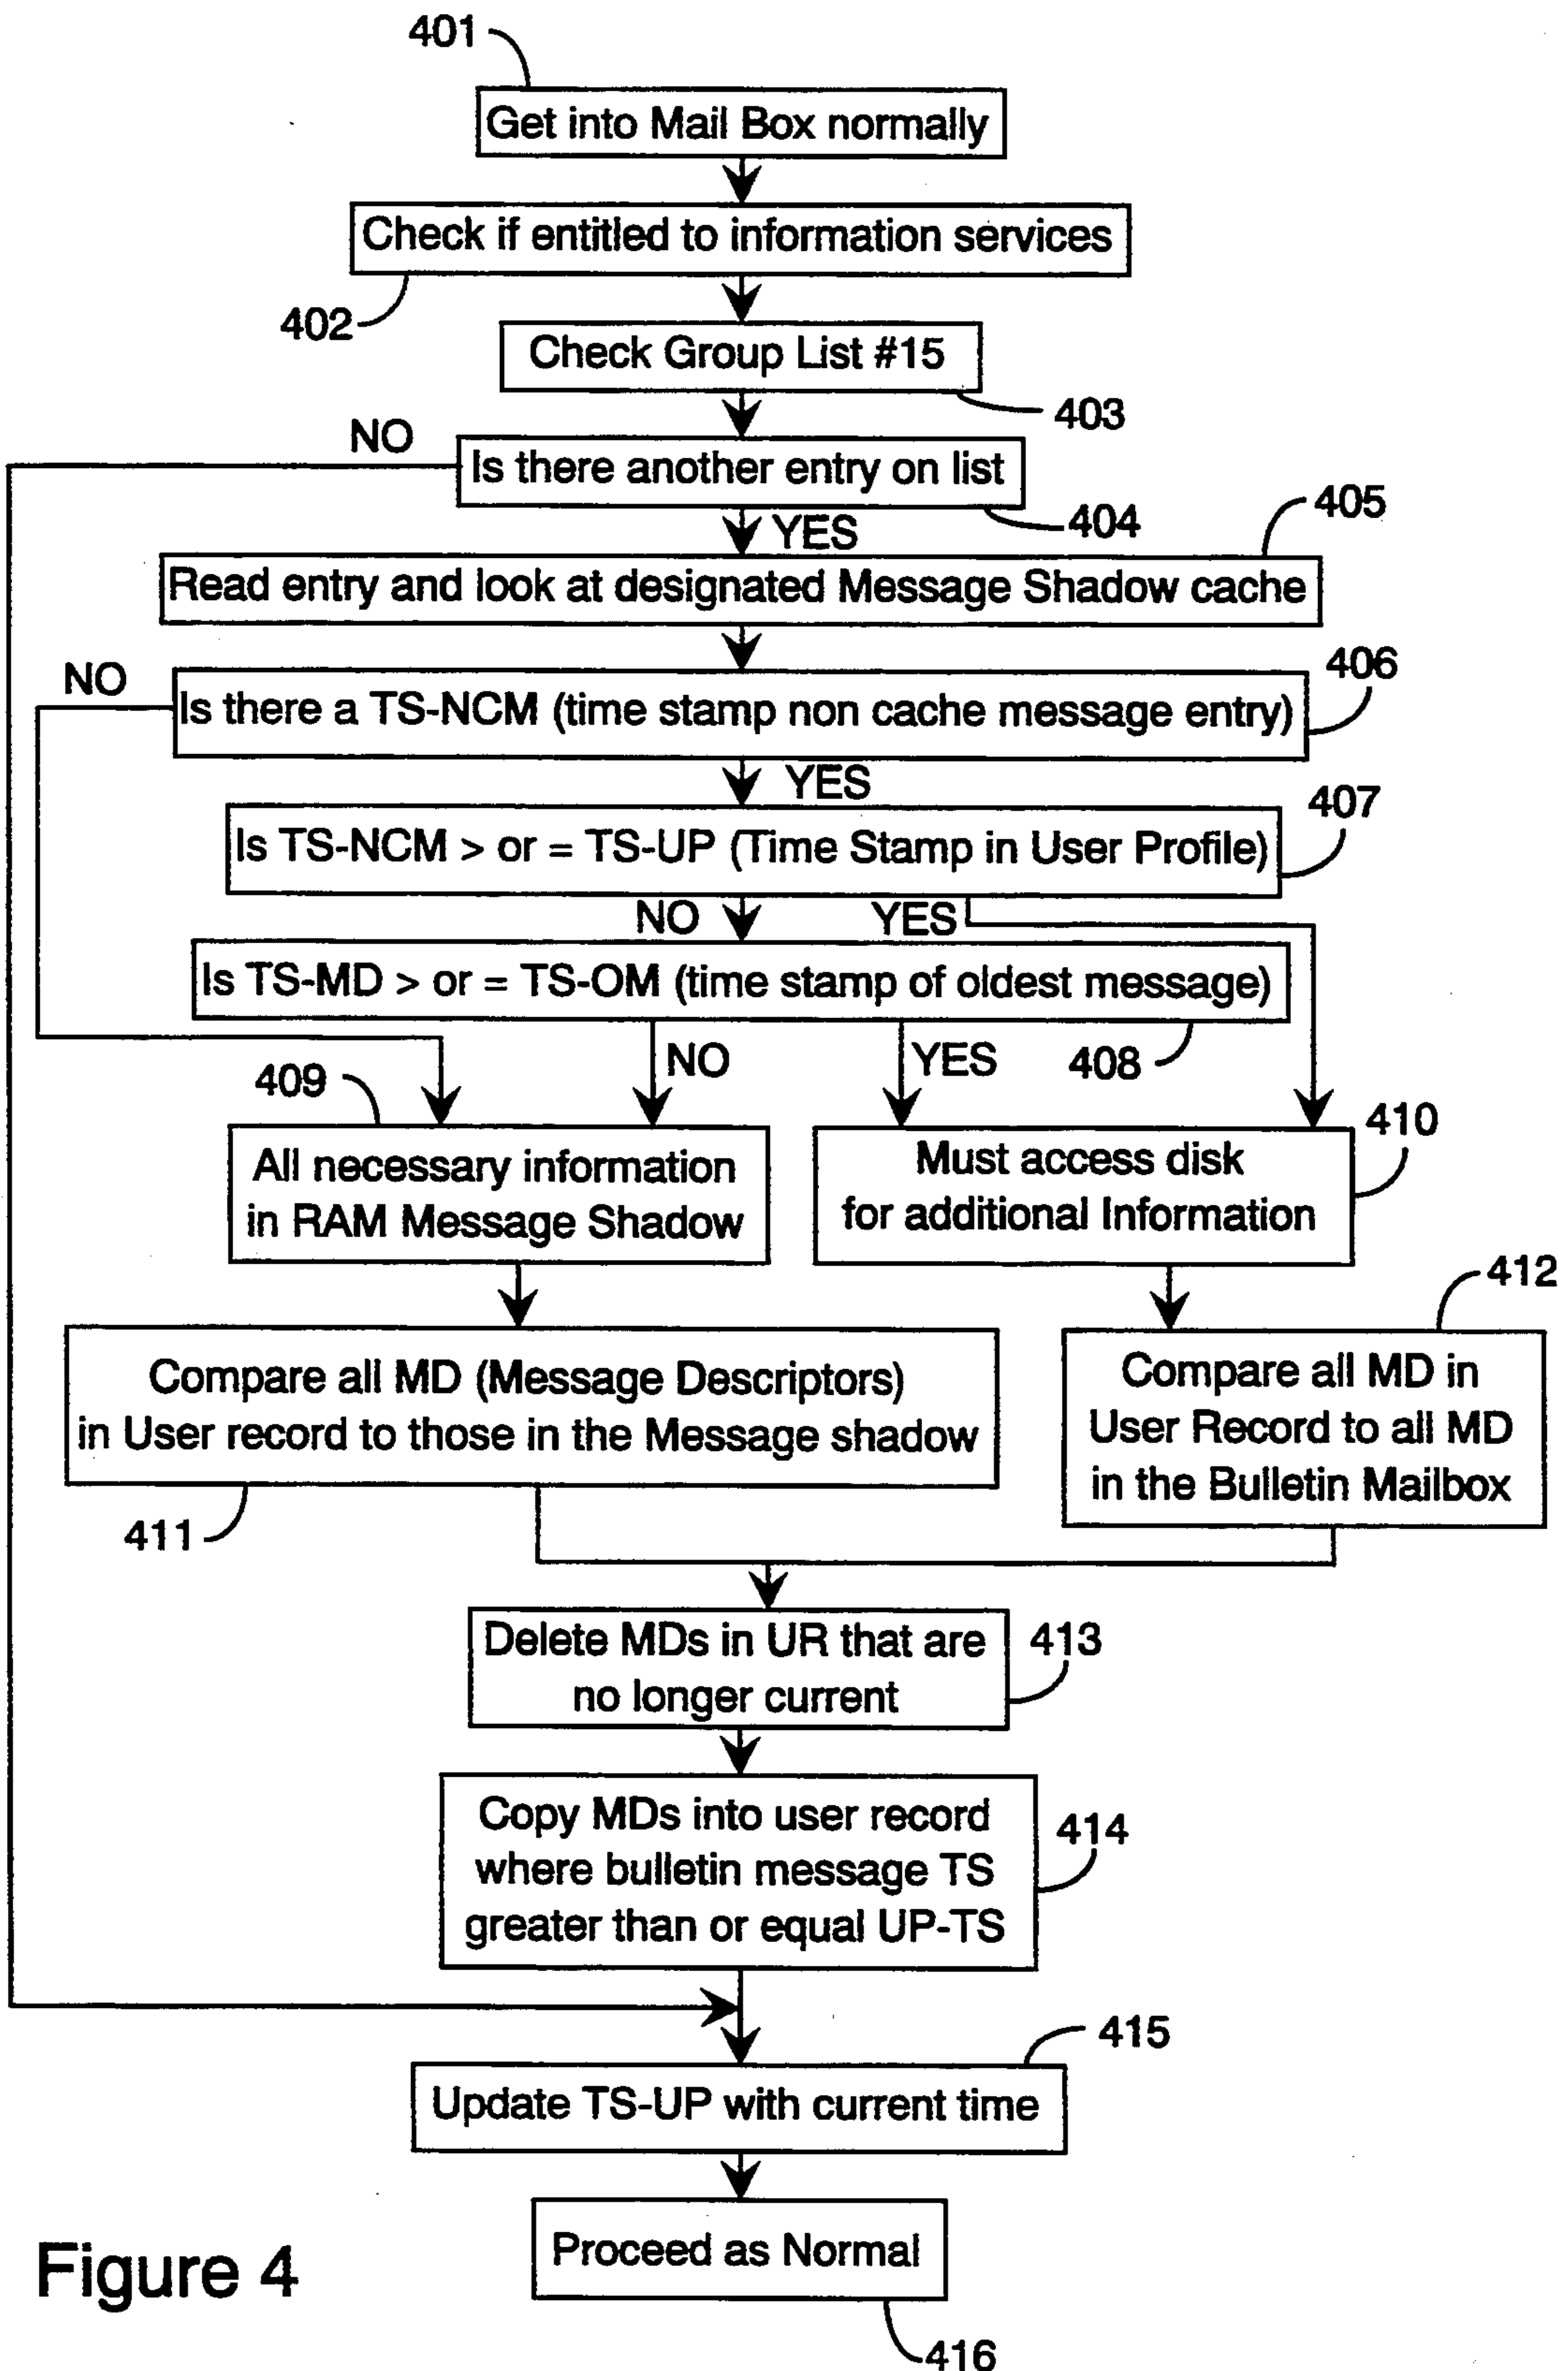 401
Get into Mail Box normally
Check if entitled to information services
402
Check Group List #15
403
NO
Is there another entry on list
404
YES
405
Read entry and look at designated Message Shadow cache
NO
406
Is there a TS-NCM (time stamp non cache message entry)
YES
407
Is TS-NCM > or = TS-UP (Time Stamp in User Profile)
NO
YES
Is TS-MD > or = TS-OM (time stamp of oldest message)
NO
YES
408
409
410
All necessary information
in RAM Message Shadow
Must access disk
for additional Information
412
Compare all MD (Message Descriptors)
in User record to those in the Message shadow
Compare all MD in
User Record to all MD
in the Bulletin Mailbox
411
Delete MDs in UR that are
no longer current
413
Copy MDs into user record
where bulletin message TS
greater than or equal UP-TS
414
415
Update TS-UP with current time
Proceed as Normal
416
Figure 4